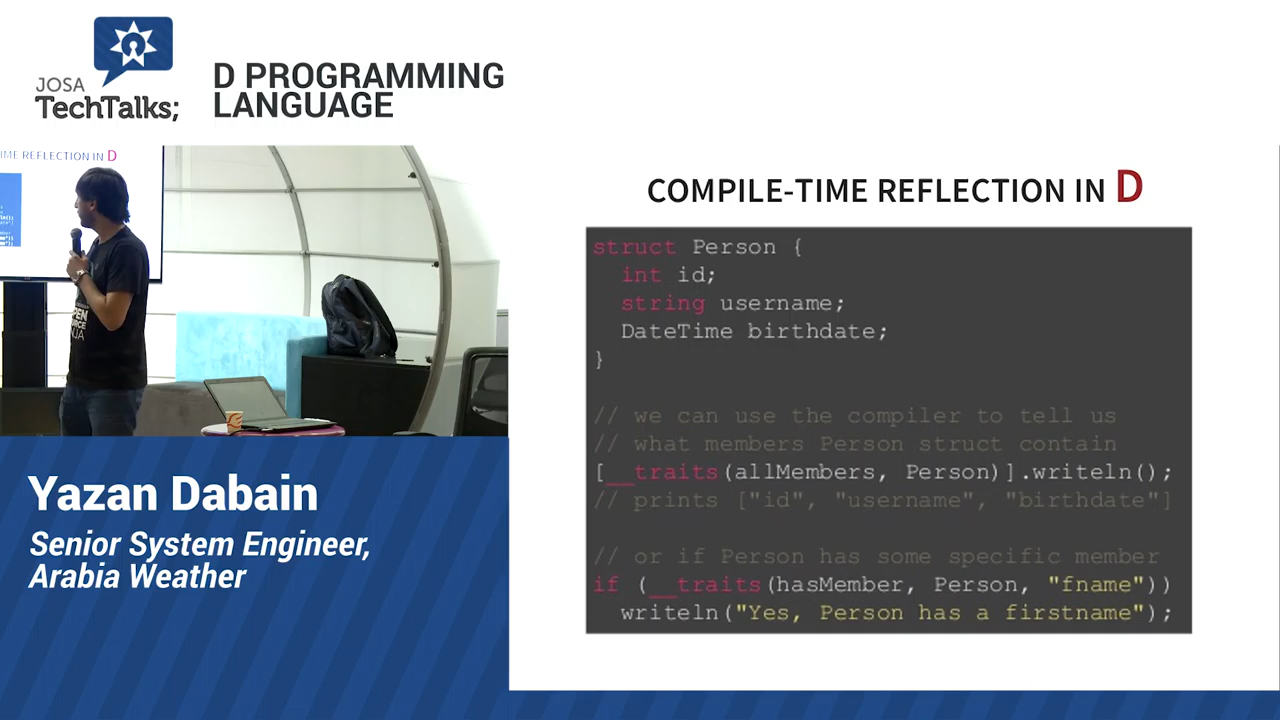 JOSA
TechTalks;
D PROGRAMMING
LANGUAGE
IME REFLECTION IN D
COMPILE-TIME REFLECTION IN D
struct Person {
int id;
string username;
DateTime birthdate;
}
// we can use the compiler to tell us
// what members Person struct contain
[__traits(allMembers, Person)].writeln();
// prints ["id", "username", "birthdate"]
// or if Person has some specific member
if (__traits(hasMember, Person, "fname"))
writeln("Yes, Person has a firstname");
Yazan Dabain
Senior System Engineer,
Arabia Weather